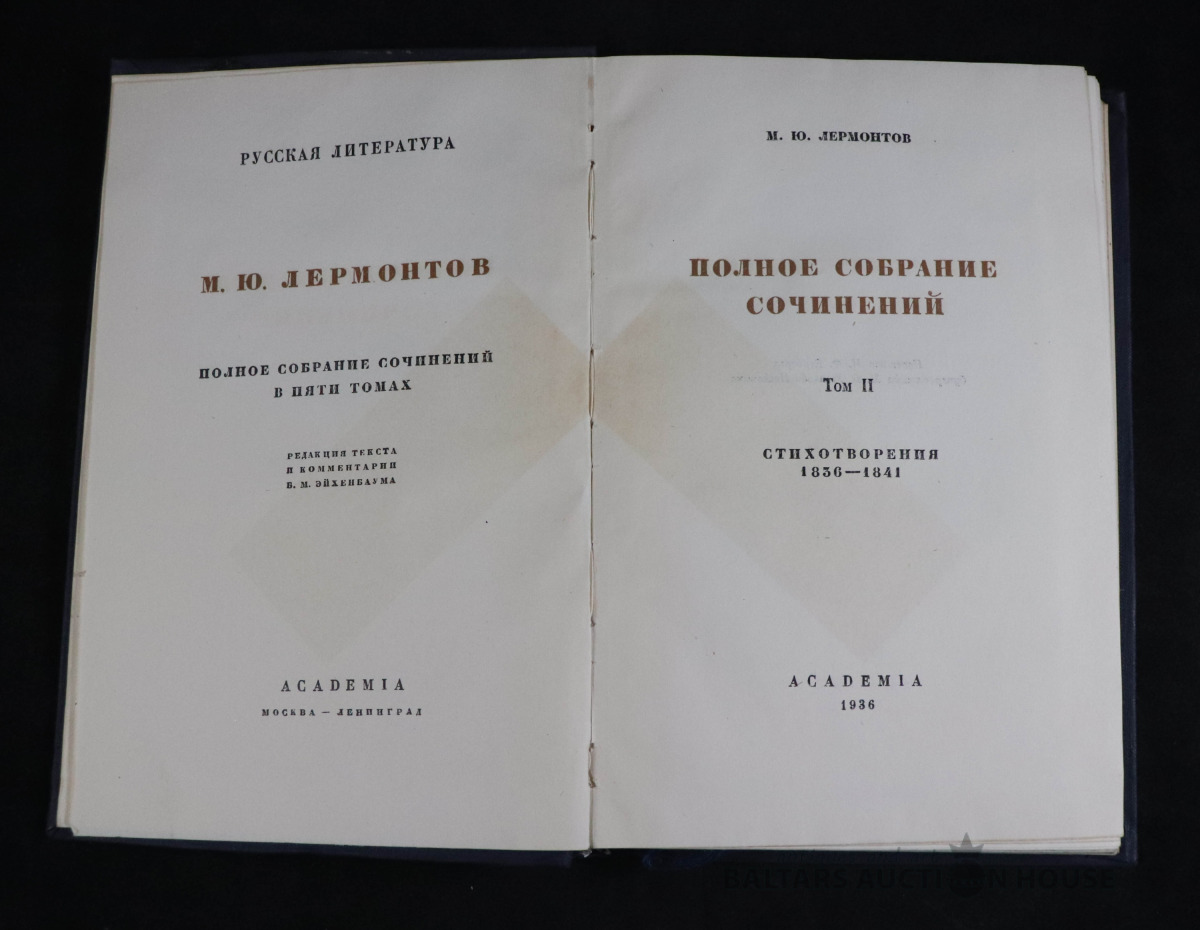 РУССКАЯ ЛИТЕРАТУРА
М. Ю. ЛЕРМОНТОВ
ПОЛНОЕ СОБРАНИЕ СОЧИНЕНИЙ
В ПЯТИ ТОМАХ
РЕДАКЦИЯ ТЕКСТА
И КОММЕНТАРИИ
Б. М. ЭЙХЕНБАУМА
ACADEMIA
МОСКВА — ЛЕНИНГРАД
М. Ю. ЛЕРМОНТОВ
ПОЛНОЕ СОБРАНИЕ
СОЧИНЕНИЙ
Том II
СТИХОТВОРЕНИЯ
1836—1841
ACADEMIA
1936
BALTARS AUCTION HOUSE